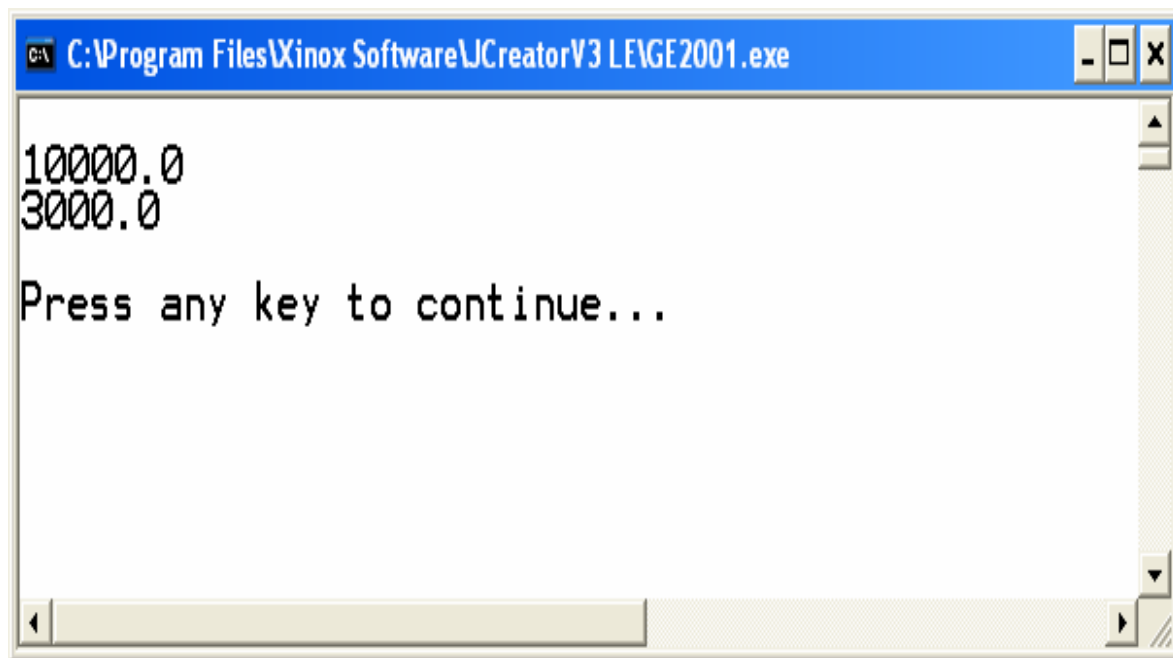 C:\Program Files\Xinox Software\JCreatorV3 LE\GE2001.exe
10000.0
3000.0
Press any key to continue...